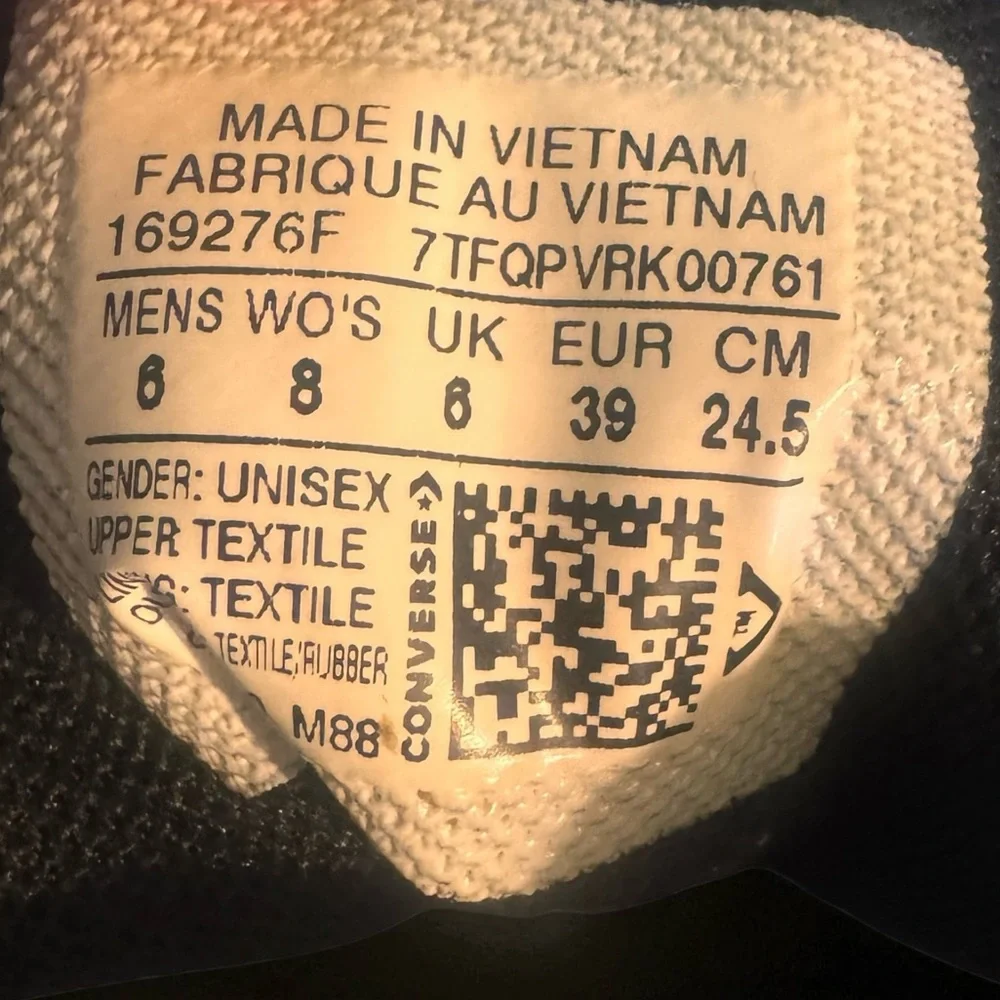 MADE IN VIETNAM
FABRIQUE AU VIETNAM
169276F 7TFQPVRK00761
MENS WO'S UK EUR CM
6 8 6 39 24.5
GENDER: UNISEX
UPPER TEXTILE
TEXTILE
TEXTILE/RUBBER
M88
CONVERSE